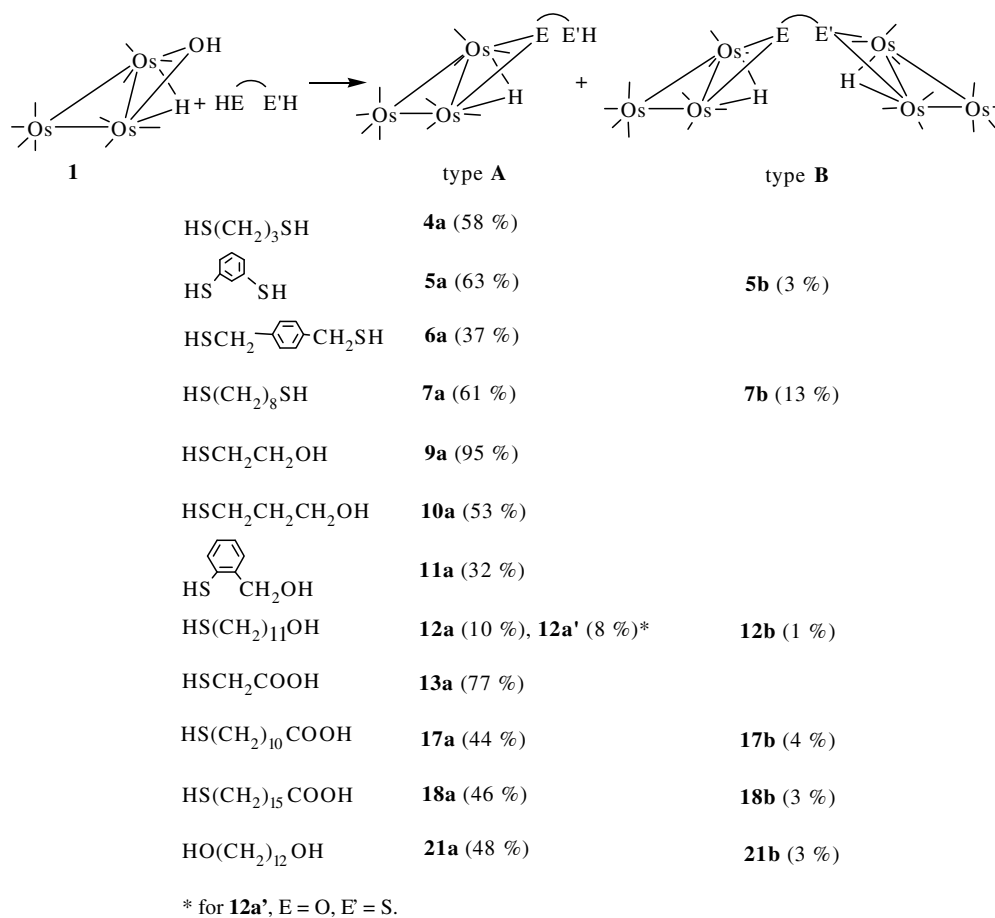 OH
Os
H
Os Os
+ HE E'H
E E'H
Os
H
Os Os
+
E E'
Os Os
H H
Os Os Os Os
1 type A type B
HS(CH₂)₃SH 4a (58 %)
HS SH 5a (63 %) 5b (3 %)
HSCH₂ CH₂SH 6a (37 %)
HS(CH₂)₈SH 7a (61 %) 7b (13 %)
HSCH₂CH₂OH 9a (95 %)
HSCH₂CH₂CH₂OH 10a (53 %)
HS CH₂OH 11a (32 %)
HS(CH₂)₁₁OH 12a (10 %), 12a' (8 %)* 12b (1 %)
HSCH₂COOH 13a (77 %)
HS(CH₂)₁₀COOH 17a (44 %) 17b (4 %)
HS(CH₂)₁₅COOH 18a (46 %) 18b (3 %)
HO(CH₂)₁₂OH 21a (48 %) 21b (3 %)
* for 12a', E = O, E' = S.